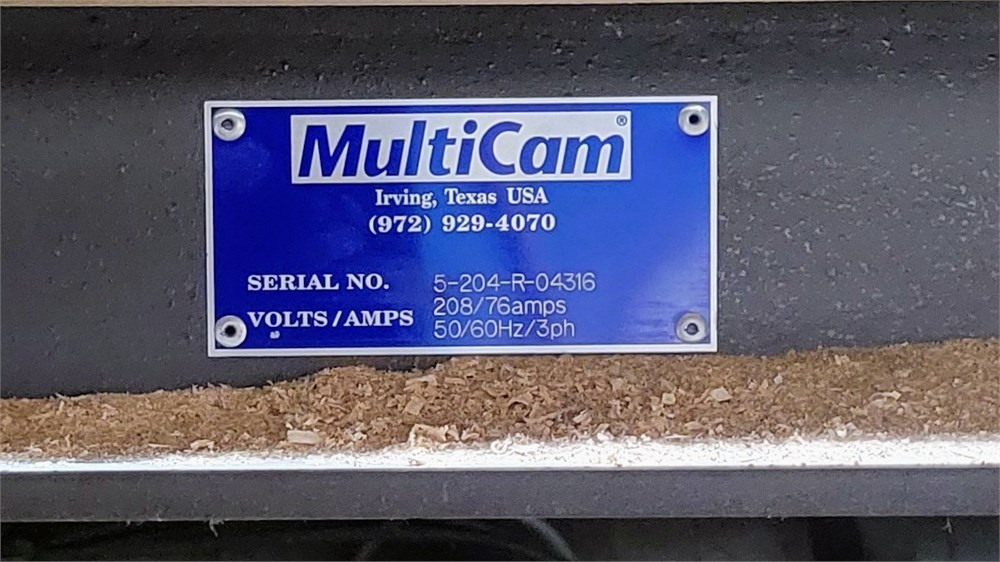 MultiCam®
Irving, Texas USA
(972) 929-4070
SERIAL NO. 5-204-R-04316
VOLTS/AMPS 208/76amps
50/60Hz/3ph